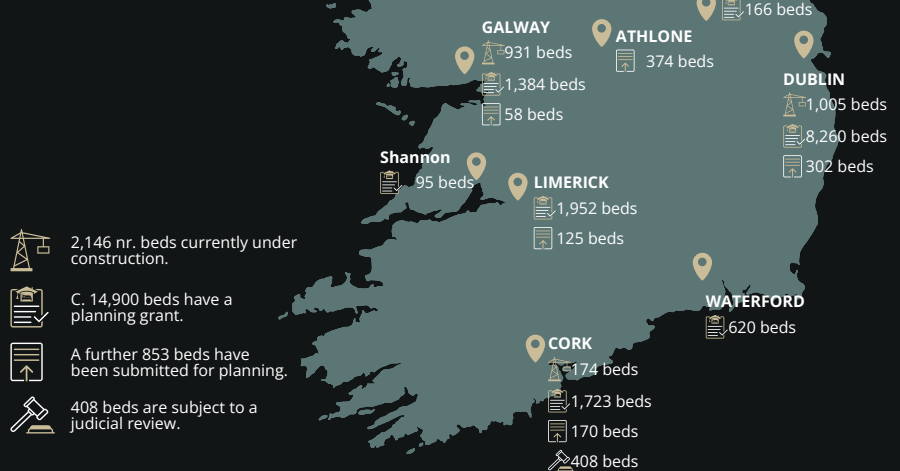 166 beds
GALWAY
931 beds
1,384 beds
58 beds
ATHLONE
374 beds
DUBLIN
1,005 beds
8,260 beds
302 beds
Shannon
95 beds
LIMERICK
1,952 beds
125 beds
WATERFORD
620 beds
CORK
174 beds
1,723 beds
170 beds
408 beds
2,146 nr. beds currently under
construction.
C. 14,900 beds have a
planning grant.
A further 853 beds have
been submitted for planning.
408 beds are subject to a
judicial review.